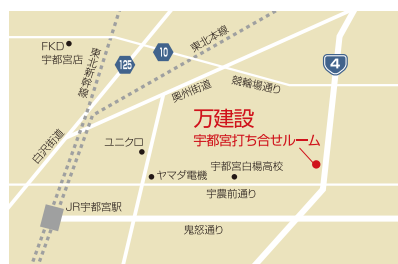 FKD
宇都宮店
東北新幹線
125
10
東北本線
4
奥州街道
競輪場通り
白沢街道
万建設
宇都宮打ち合せルーム
ユニクロ
宇都宮白楊高校
ヤマダ電機
宇農前通り
JR宇都宮駅
鬼怒通り